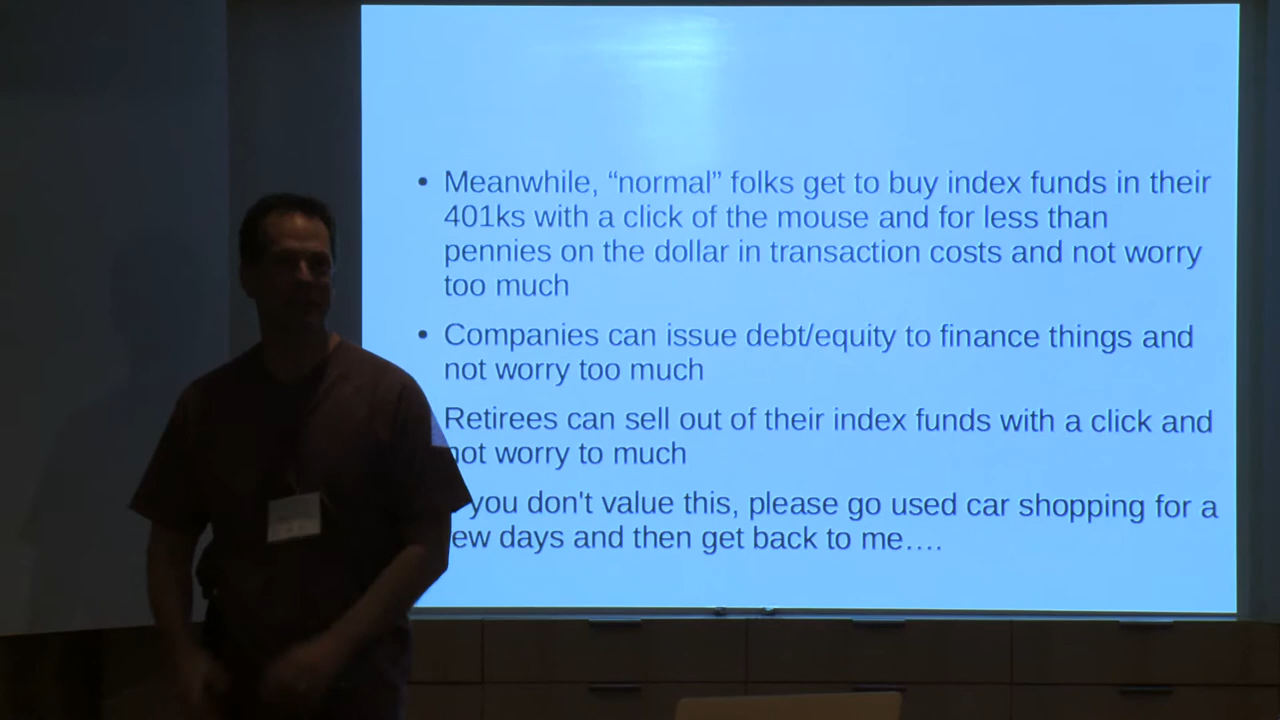 • Meanwhile, “normal” folks get to buy index funds in their
401ks with a click of the mouse and for less than
pennies on the dollar in transaction costs and not worry
too much
• Companies can issue debt/equity to finance things and
not worry too much
Retirees can sell out of their index funds with a click and
not worry to much
you don't value this, please go used car shopping for a
ew days and then get back to me….